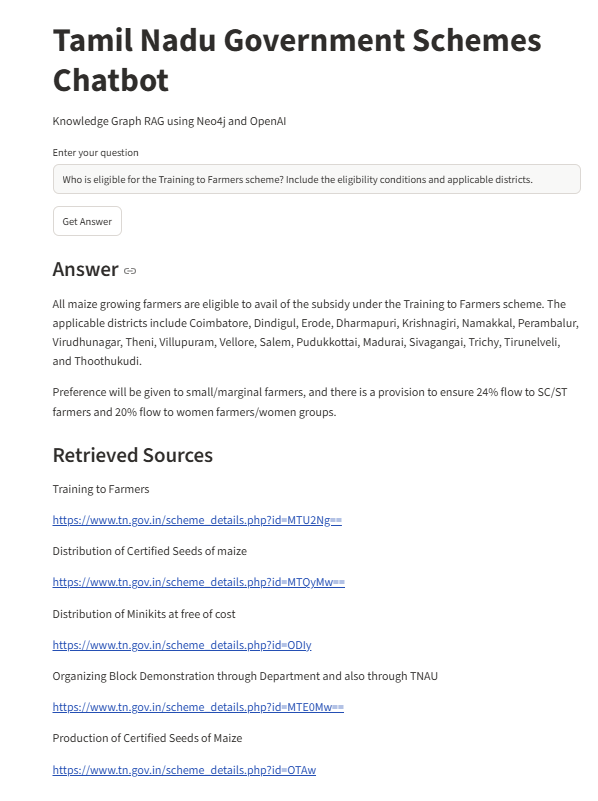 Tamil Nadu Government Schemes
Chatbot
Knowledge Graph RAG using Neo4j and OpenAI
Enter your question
Who is eligible for the Training to Farmers scheme? Include the eligibility conditions and applicable districts.
Get Answer
Answer
All maize growing farmers are eligible to avail of the subsidy under the Training to Farmers scheme. The
applicable districts include Coimbatore, Dindigul, Erode, Dharmapuri, Krishnagiri, Namakkal, Perambalur,
Virudhunagar, Theni, Villupuram, Vellore, Salem, Pudukkottai, Madurai, Sivagangai, Trichy, Tirunelveli,
and Thoothukudi.
Preference will be given to small/marginal farmers, and there is a provision to ensure 24% flow to SC/ST
farmers and 20% flow to women farmers/women groups.
Retrieved Sources
Training to Farmers
https://www.tn.gov.in/scheme_details.php?id=MTU2Ng==
Distribution of Certified Seeds of maize
https://www.tn.gov.in/scheme_details.php?id=MTQyMw==
Distribution of Minikits at free of cost
https://www.tn.gov.in/scheme_details.php?id=ODIy
Organizing Block Demonstration through Department and also through TNAU
https://www.tn.gov.in/scheme_details.php?id=MTE0Mw==
Production of Certified Seeds of Maize
https://www.tn.gov.in/scheme_details.php?id=OTAw